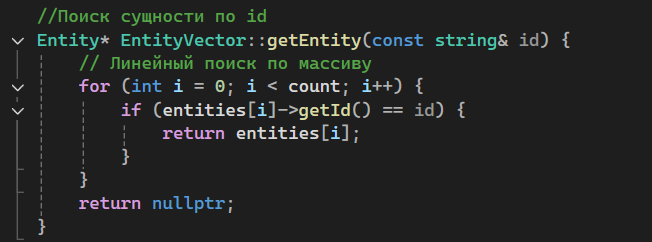 //Поиск сущности по id
Entity* EntityVector::getEntity(const string& id) {
    // Линейный поиск по массиву
    for (int i = 0; i < count; i++) {
        if (entities[i]->getId() == id) {
            return entities[i];
        }
    }
    return nullptr;
}